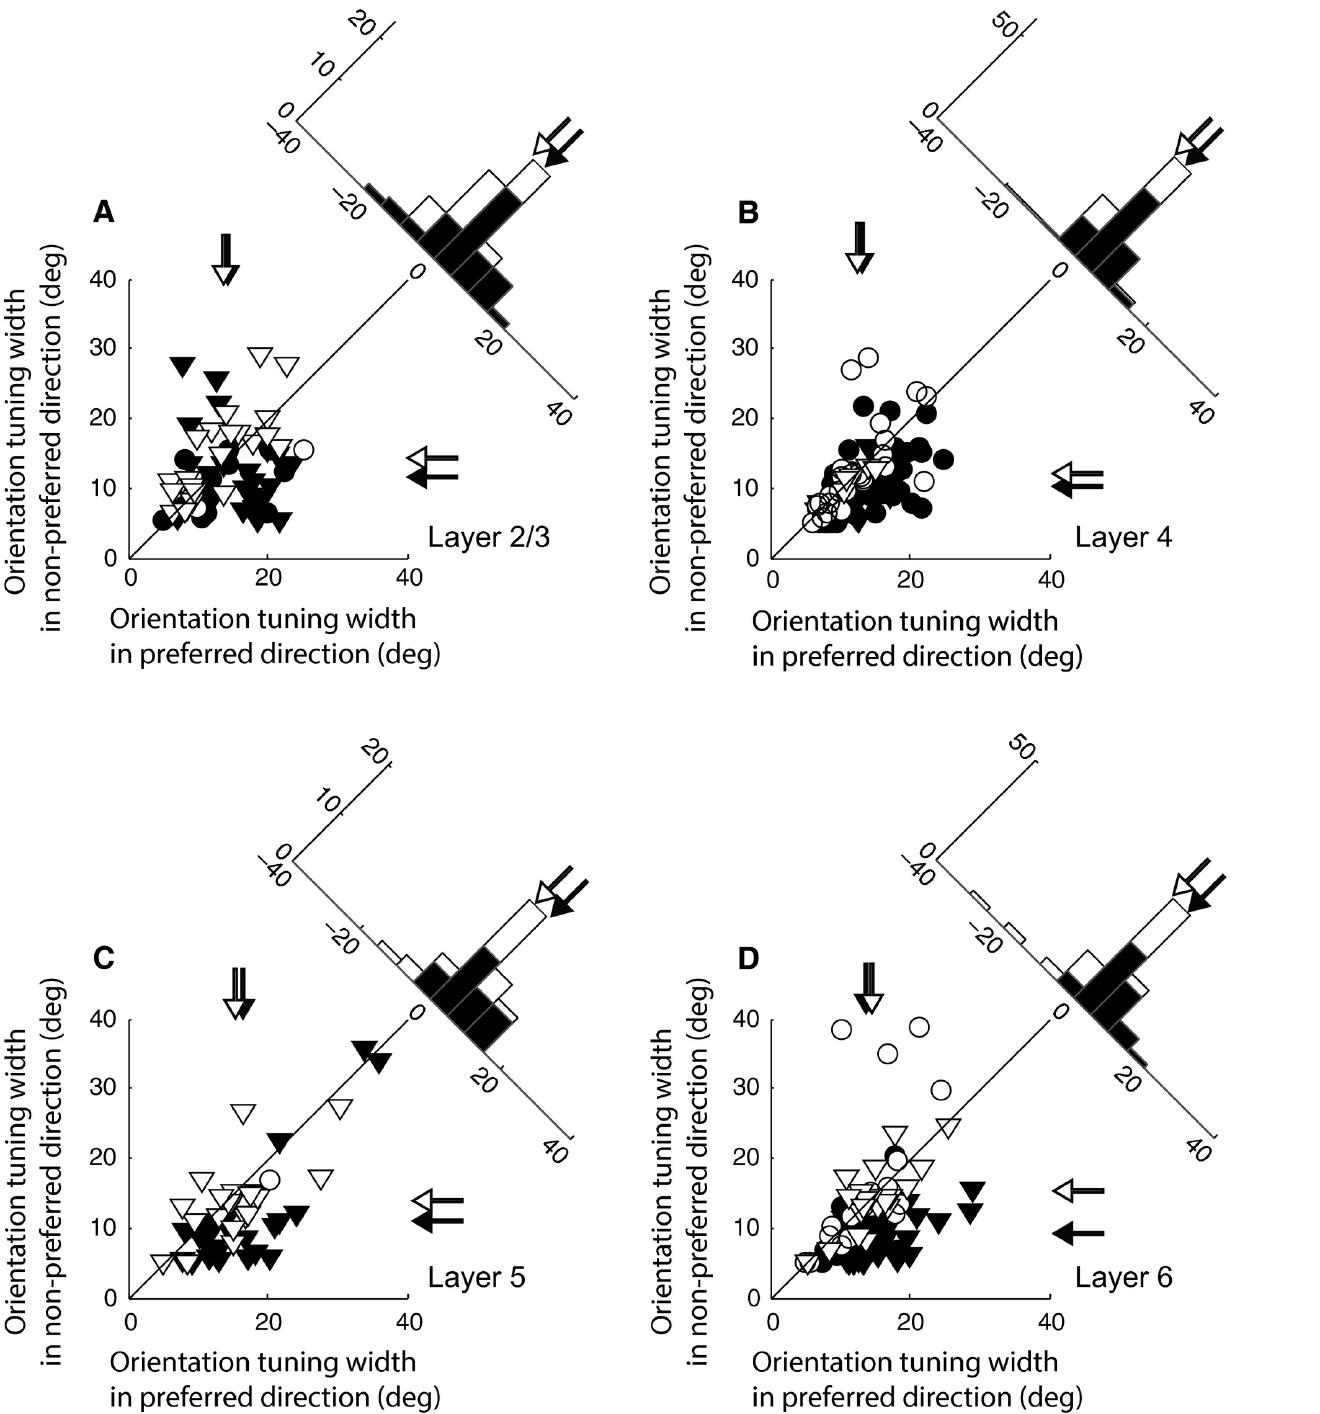 A
20
10
0
−40
−20
0
20
40
Orientation tuning width
in non-preferred direction (deg)
40
30
20
10
0
0
20
40
Layer 2/3
Orientation tuning width
in preferred direction (deg)
B
50
0
−40
−20
0
20
40
Orientation tuning width
in non-preferred direction (deg)
40
30
20
10
0
0
20
40
Layer 4
Orientation tuning width
in preferred direction (deg)
C
20
10
0
−40
−20
0
20
40
Orientation tuning width
in non-preferred direction (deg)
40
30
20
10
0
0
20
40
Layer 5
Orientation tuning width
in preferred direction (deg)
D
50
0
−40
−20
0
20
40
Orientation tuning width
in non-preferred direction (deg)
40
30
20
10
0
0
20
40
Layer 6
Orientation tuning width
in preferred direction (deg)